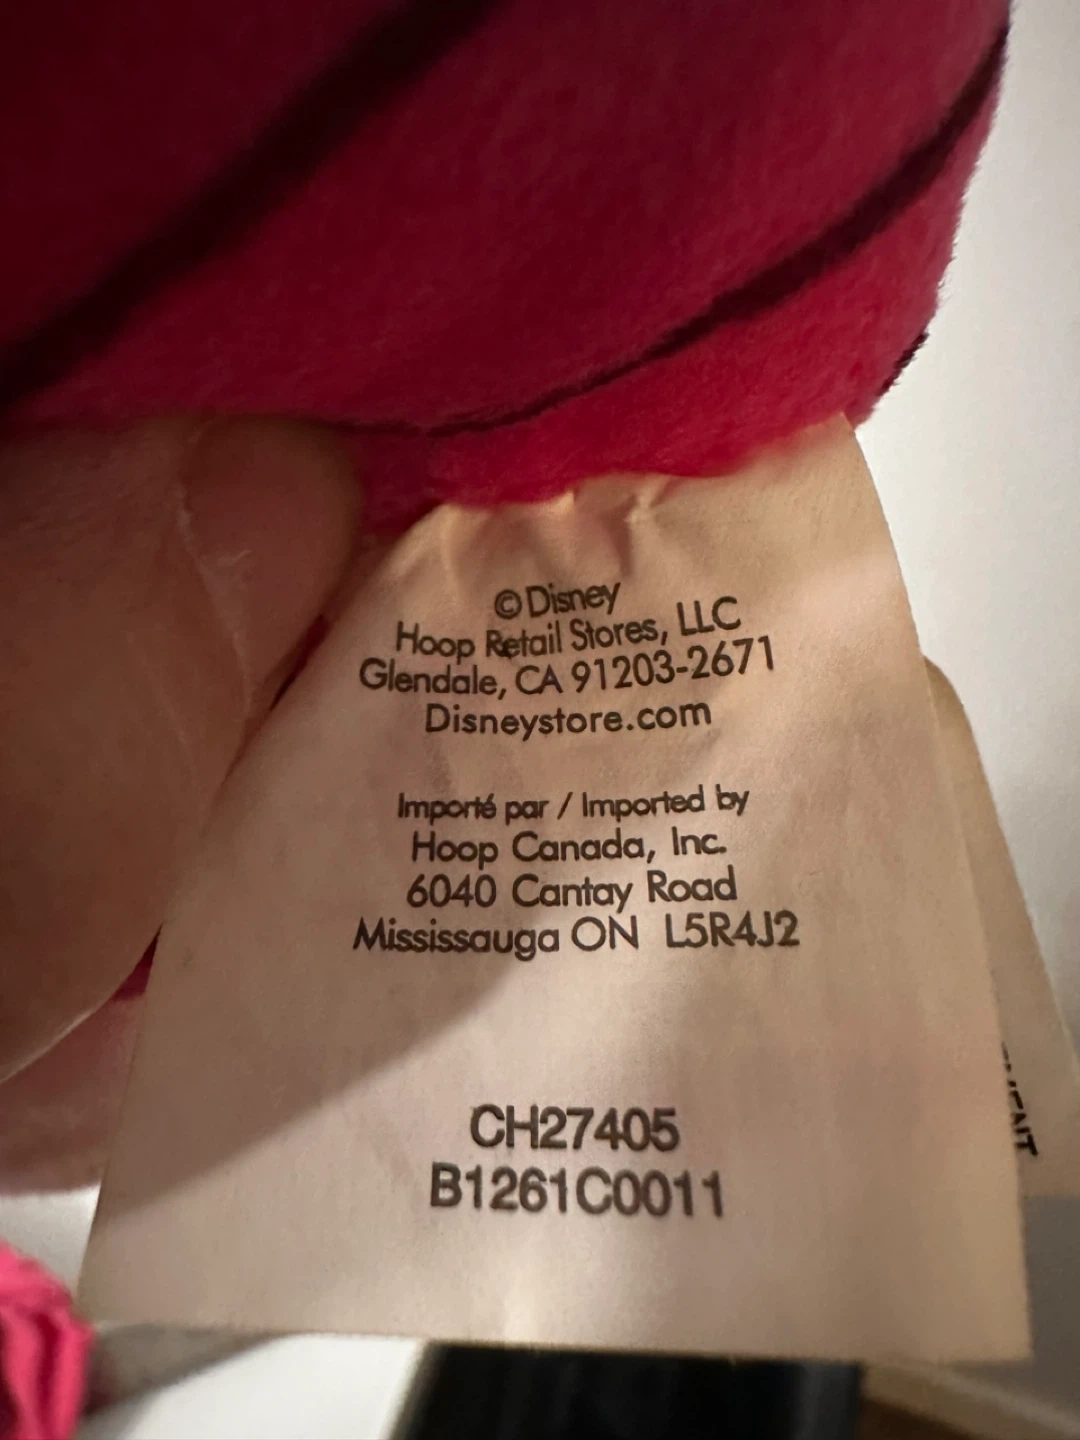 ©Disney
Hoop Retail Stores, LLC
Glendale, CA 91203-2671
Disneystore.com
Importé par / Imported by
Hoop Canada, Inc.
6040 Cantay Road
Mississauga ON L5R4J2
CH27405
B1261C0011